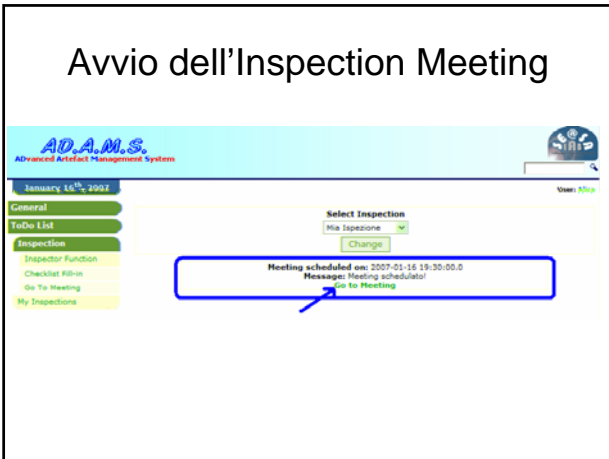 Avvio dell'Inspection Meeting
AD.A.M.S.
ADvanced Artefact Management System
January 16th, 2007
User: Alice
General
ToDo List
Inspection
Inspector Function
Checklist Fill-in
Go To Meeting
My Inspections
Select Inspection
Mia Ispezione
Change
Meeting scheduled on: 2007-01-16 19:30:00.0
Message: Meeting schedulato!
Go to Meeting